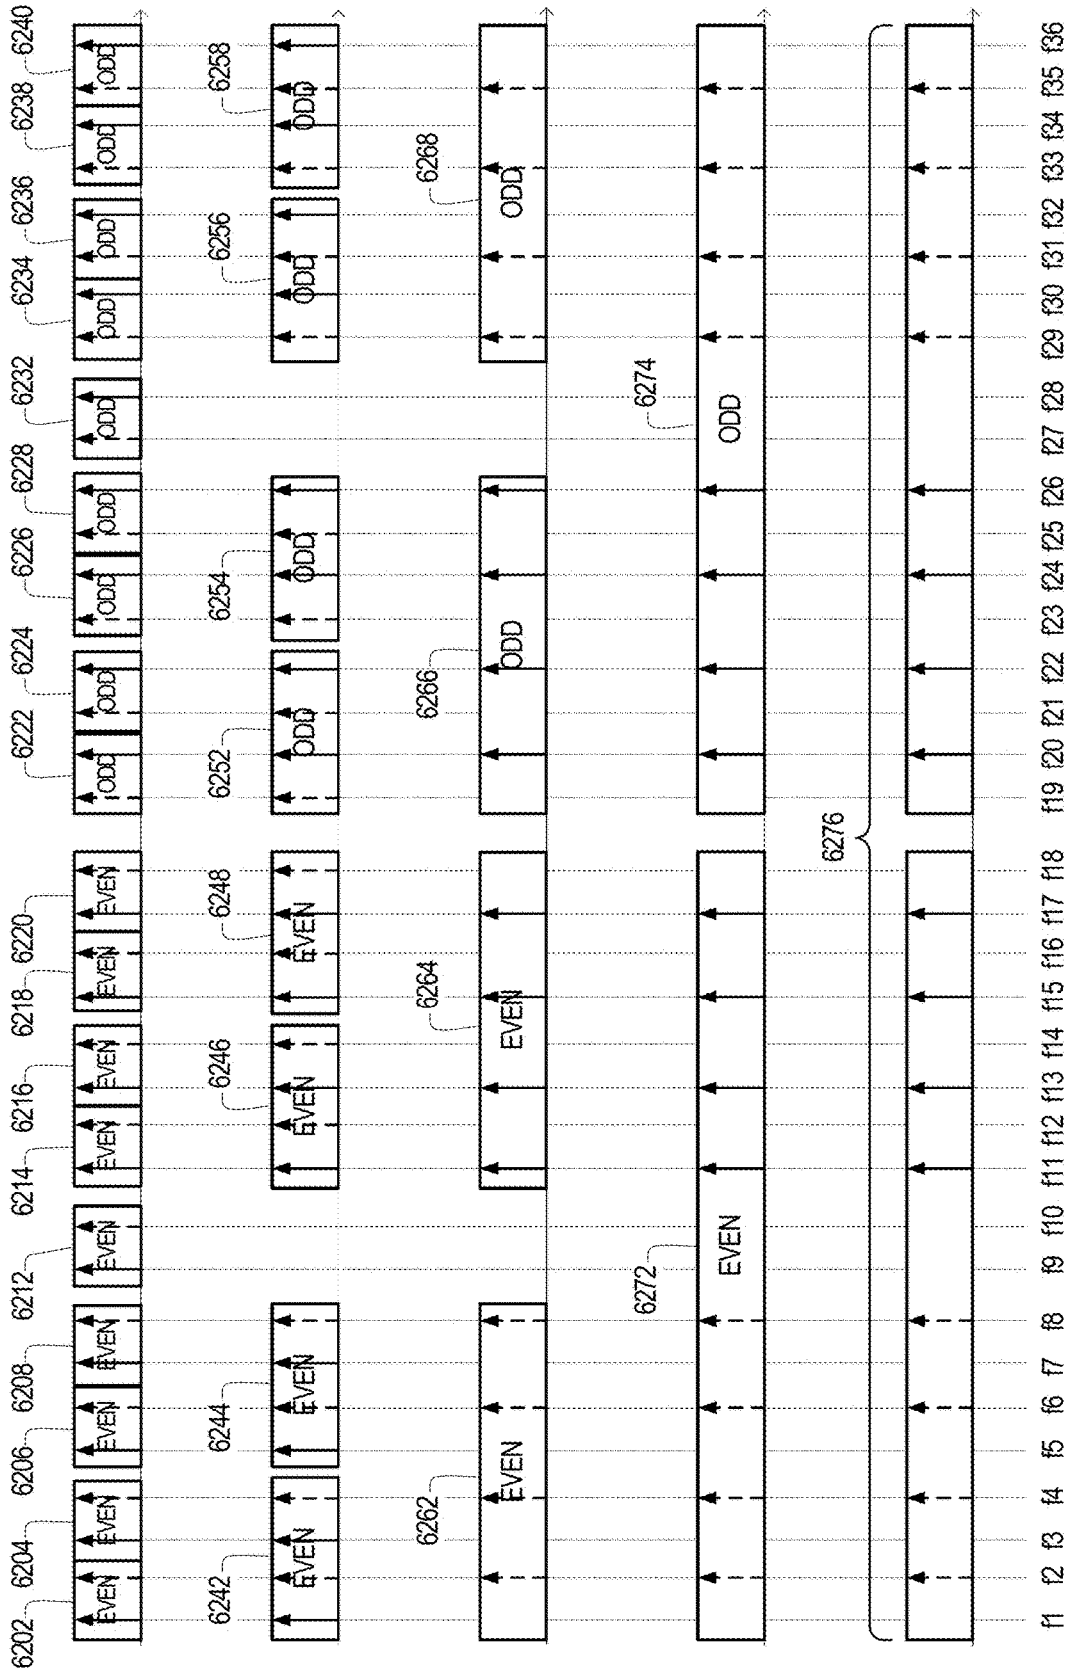 6202 6204 6206 6208 6212 6214 6216 6218 6220 6222 6224 6226 6228 6232 6234 6236 6238 6240
EVEN EVEN EVEN EVEN EVEN EVEN EVEN EVEN EVEN ODD ODD ODD ODD ODD ODD ODD ODD ODD
6242 6244 6246 6248 6252 6254 6256 6258
EVEN EVEN EVEN EVEN ODD ODD ODD ODD
6262 6264 6266 6268
EVEN EVEN ODD ODD
6272 6274
EVEN ODD
6276
f1 f2 f3 f4 f5 f6 f7 f8 f9 f10 f11 f12 f13 f14 f15 f16 f17 f18 f19 f20 f21 f22 f23 f24 f25 f26 f27 f28 f29 f30 f31 f32 f33 f34 f35 f36